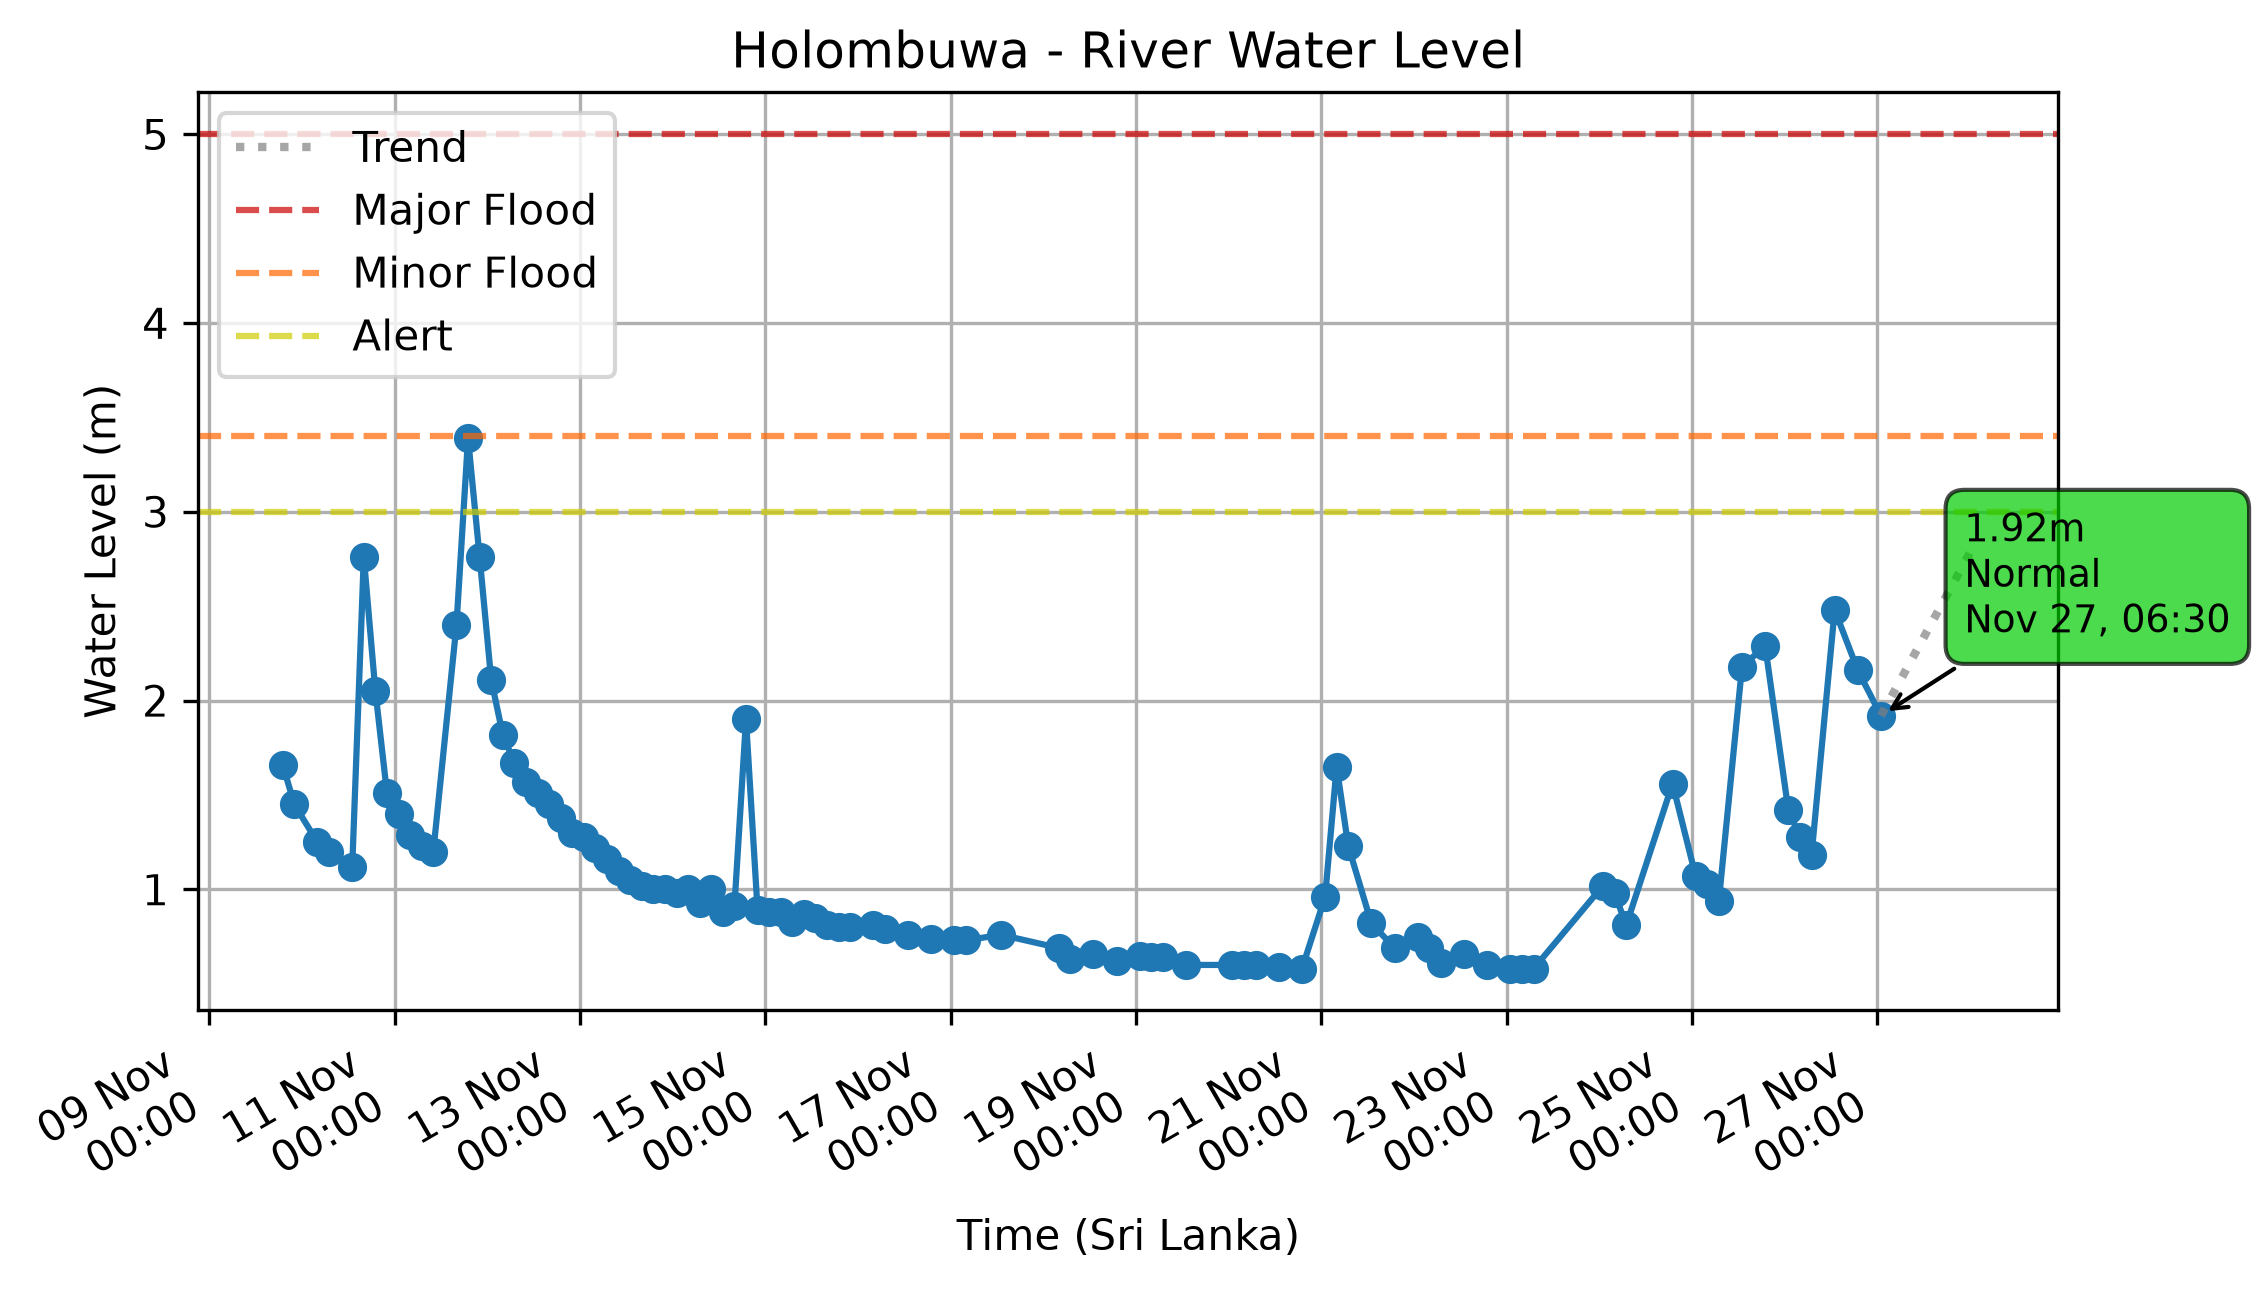 Holombuwa - River Water Level
Trend
Major Flood
Minor Flood
Alert
5
4
3
2
1
Water Level (m)
1.92m
Normal
Nov 27, 06:30
09 Nov
00:00
11 Nov
00:00
13 Nov
00:00
15 Nov
00:00
17 Nov
00:00
19 Nov
00:00
21 Nov
00:00
23 Nov
00:00
25 Nov
00:00
27 Nov
00:00
Time (Sri Lanka)